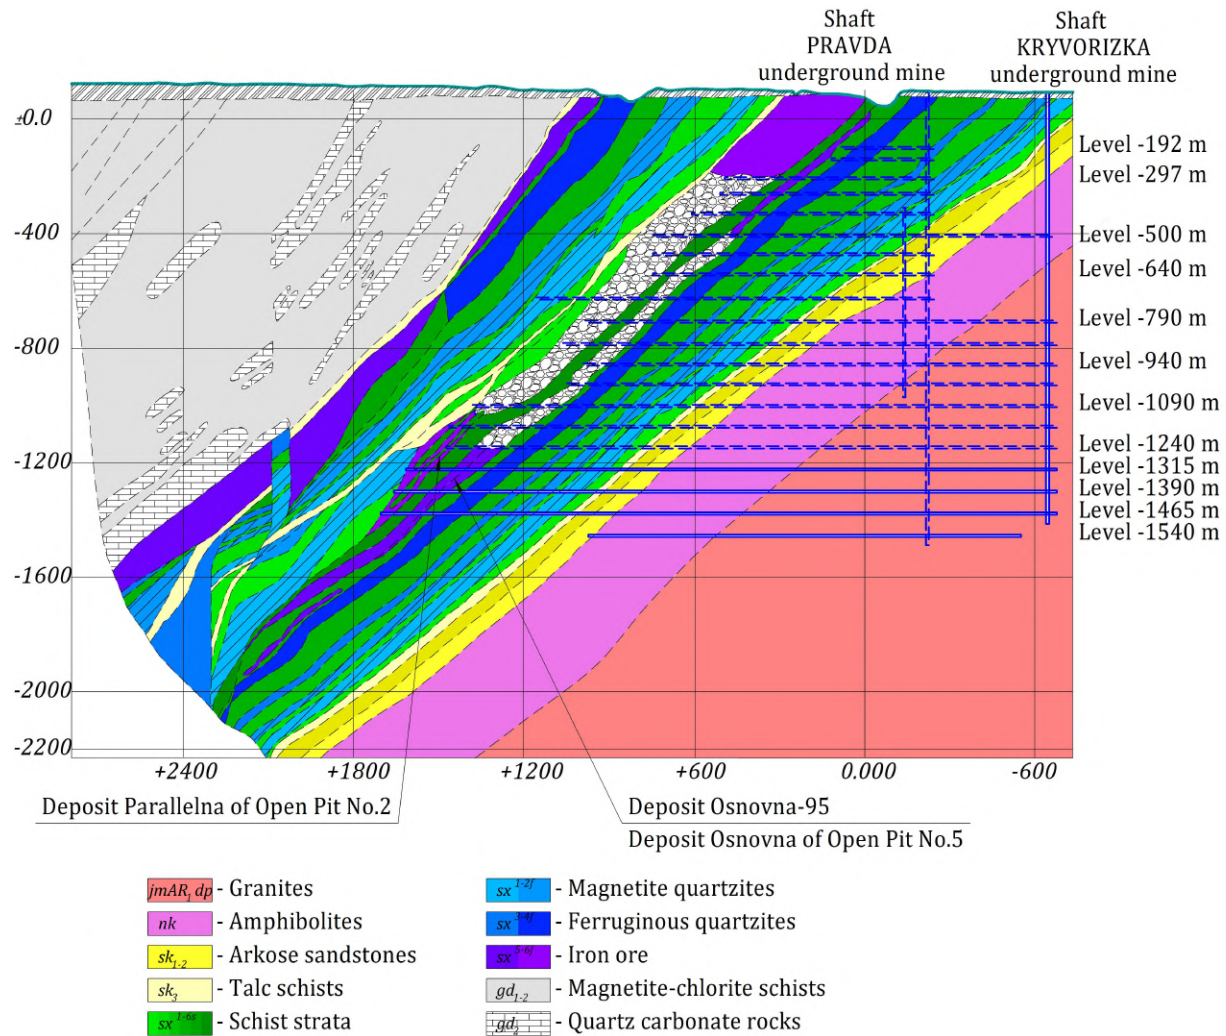 Shaft
PRAVDA
underground mine
Shaft
KRYVORIZKA
underground mine
±0.0
-400
-800
-1200
-1600
-2000
-2200
Level -192 m
Level -297 m
Level -500 m
Level -640 m
Level -790 m
Level -940 m
Level -1090 m
Level -1240 m
Level -1315 m
Level -1390 m
Level -1465 m
Level -1540 m
+2400
+1800
+1200
+600
0.000
-600
Deposit Parallelna of Open Pit No.2
Deposit Osnovna-95
Deposit Osnovna of Open Pit No.5
jmAR₁ dp - Granites
nk - Amphibolites
sk₁₋₂ - Arkose sandstones
sk₃ - Talc schists
sx¹⁻⁶ˢ - Schist strata
sx¹⁻²ᶠ - Magnetite quartzites
sx³⁻⁴ᶠ - Ferruginous quartzites
sx⁵⁻⁶ᶠ - Iron ore
gd₁₋₂ - Magnetite-chlorite schists
gd₂ - Quartz carbonate rocks